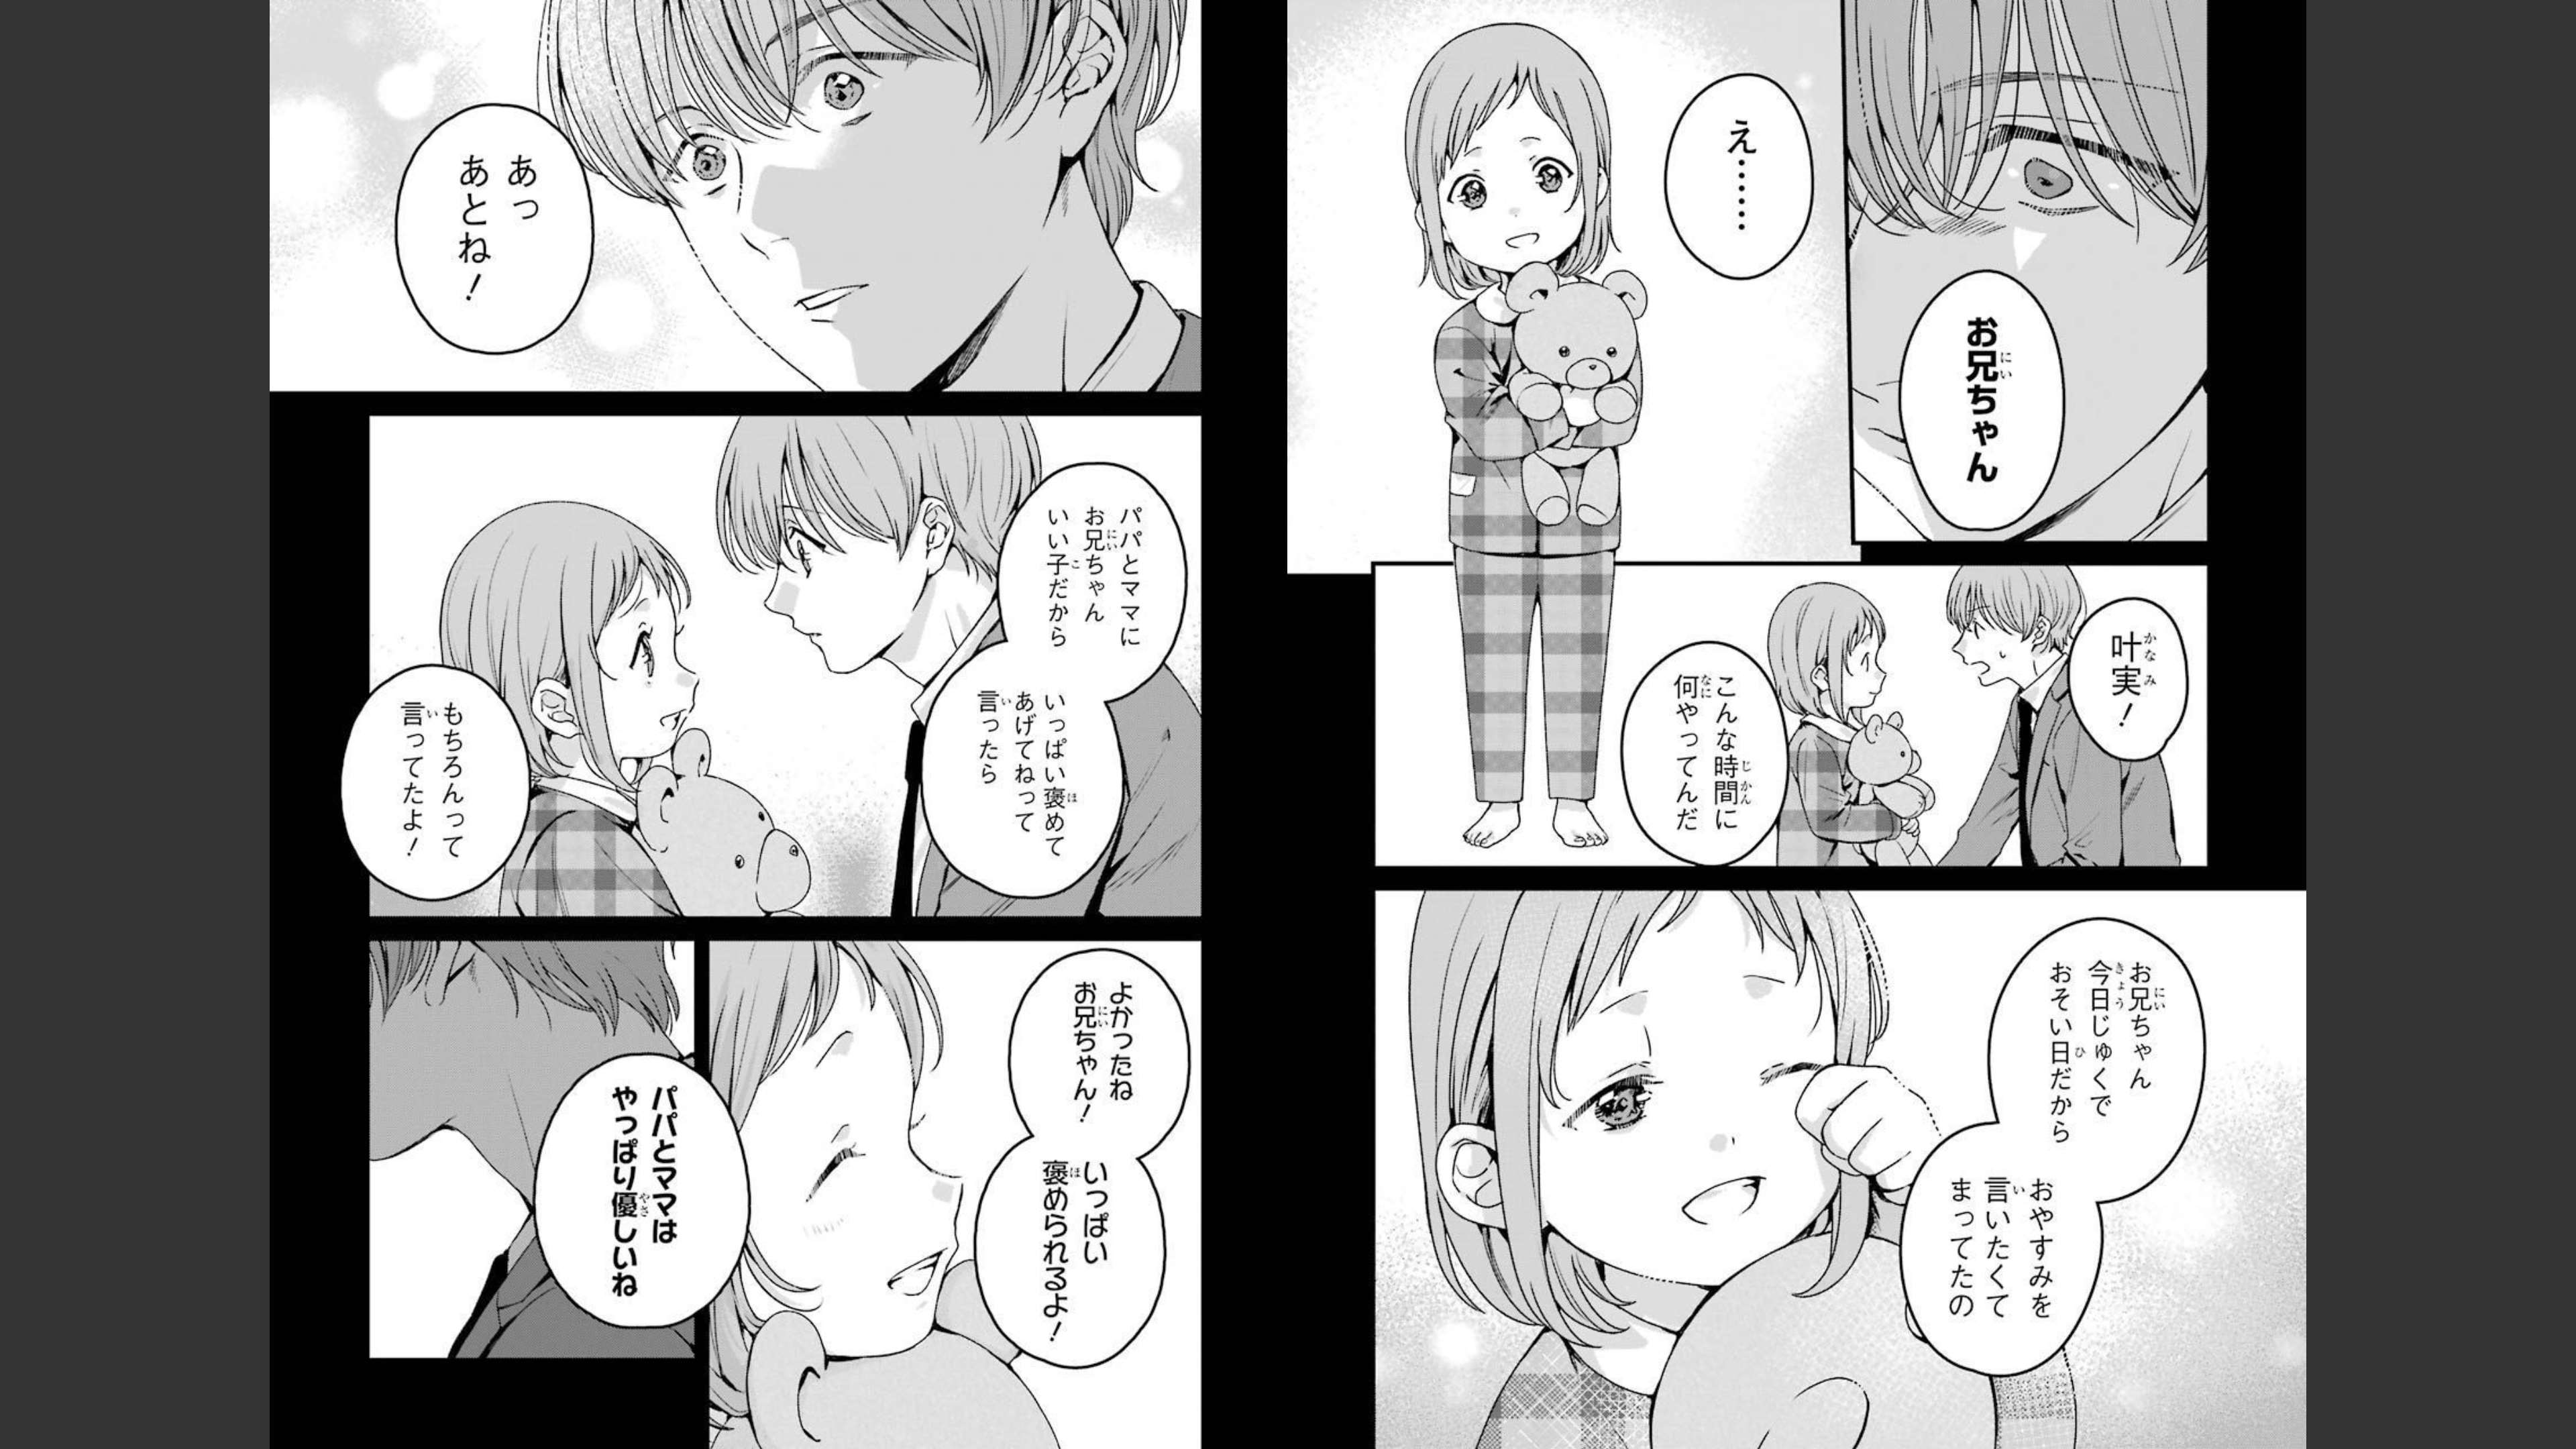 お兄ちゃん
え……
叶実！
こんな時間に
何やってんだ
お兄ちゃん
今日じゅくで
おそい日だから
おやすみを
言いたくて
まってたの
あっ
あとね！
パパとママに
お兄ちゃん
いい子だから
いっぱい褒めて
あげてねって
言ったら
もちろんって
言ってたよ！
よかったね
お兄ちゃん！
いっぱい
褒められるよ！
パパとママは
やっぱり優しいね